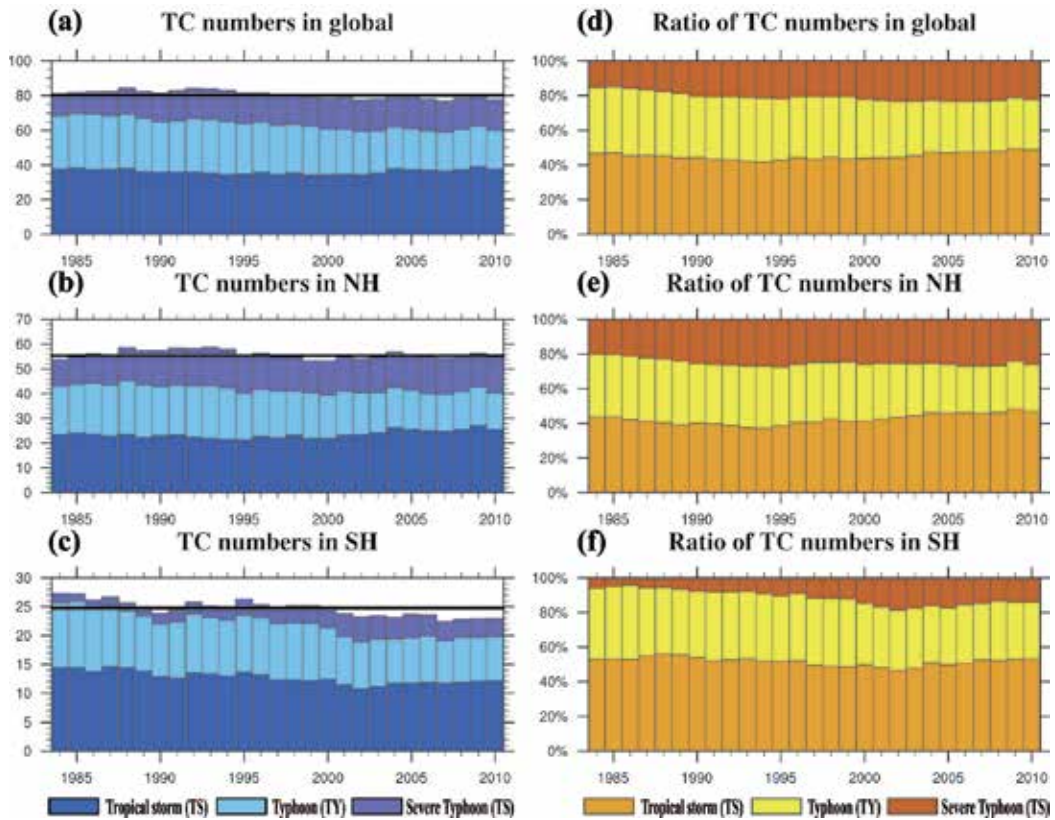 (a) TC numbers in global
100
80
60
40
20
0
1985 1990 1995 2000 2005 2010
(d) Ratio of TC numbers in global
100%
80%
60%
40%
20%
0%
1985 1990 1995 2000 2005 2010
(b) TC numbers in NH
70
60
50
40
30
20
10
0
1985 1990 1995 2000 2005 2010
(e) Ratio of TC numbers in NH
100%
80%
60%
40%
20%
0%
1985 1990 1995 2000 2005 2010
(c) TC numbers in SH
30
25
20
15
10
5
0
1985 1990 1995 2000 2005 2010
(f) Ratio of TC numbers in SH
100%
80%
60%
40%
20%
0%
1985 1990 1995 2000 2005 2010
Tropical storm (TS) Typhoon (TY) Severe Typhoon (TS)
Tropical storm (TS) Typhoon (TY) Severe Typhoon (TS)